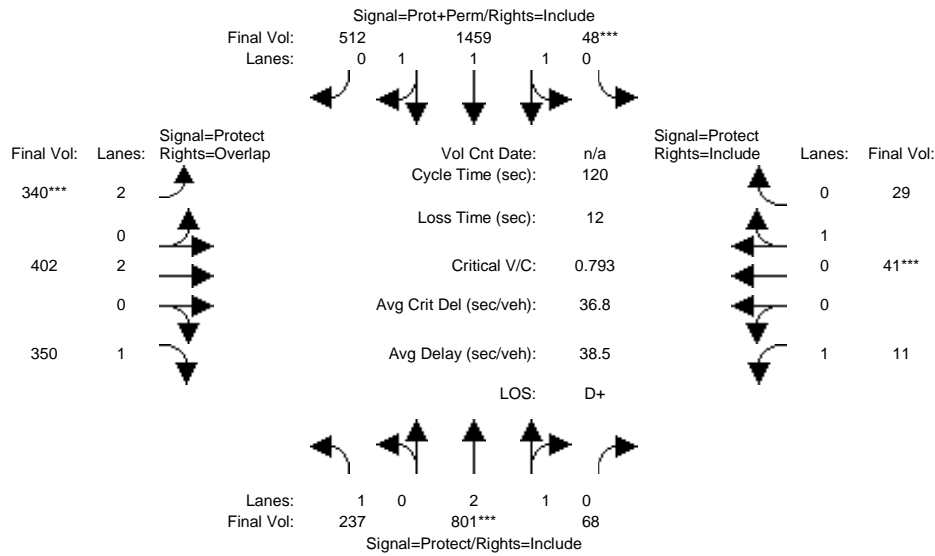 Signal=Prot+Perm/Rights=Include
Final Vol: 512 1459 48***
Lanes: 0 1 1 1 0
Signal=Protect
Final Vol: Lanes: Rights=Overlap
Vol Cnt Date: n/a
Signal=Protect
Rights=Include Lanes: Final Vol:
Cycle Time (sec): 120
340*** 2
0 29
Loss Time (sec): 12
0
1
402 2
Critical V/C: 0.793
0 41***
0
Avg Crit Del (sec/veh): 36.8
0
350 1
Avg Delay (sec/veh): 38.5
1 11
LOS: D+
Lanes: 1 0 2 1 0
Final Vol: 237 801*** 68
Signal=Protect/Rights=Include